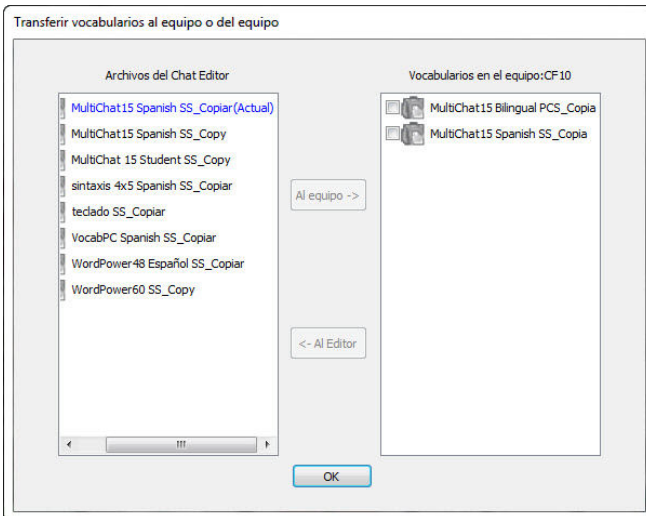 Transferir vocabularios al equipo o del equipo
Archivos del Chat Editor
MultiChat15 Spanish SS_Copiar(Actual)
MultiChat15 Spanish SS_Copy
MultiChat 15 Student SS_Copy
sintaxis 4x5 Spanish SS_Copiar
teclado SS_Copiar
VocabPC Spanish SS_Copiar
WordPower48 Español SS_Copiar
WordPower60 SS_Copy
Al equipo ->
<- Al Editor
Vocabularios en el equipo:CF10
MultiChat15 Bilingual PCS_Copia
MultiChat15 Spanish SS_Copia
OK